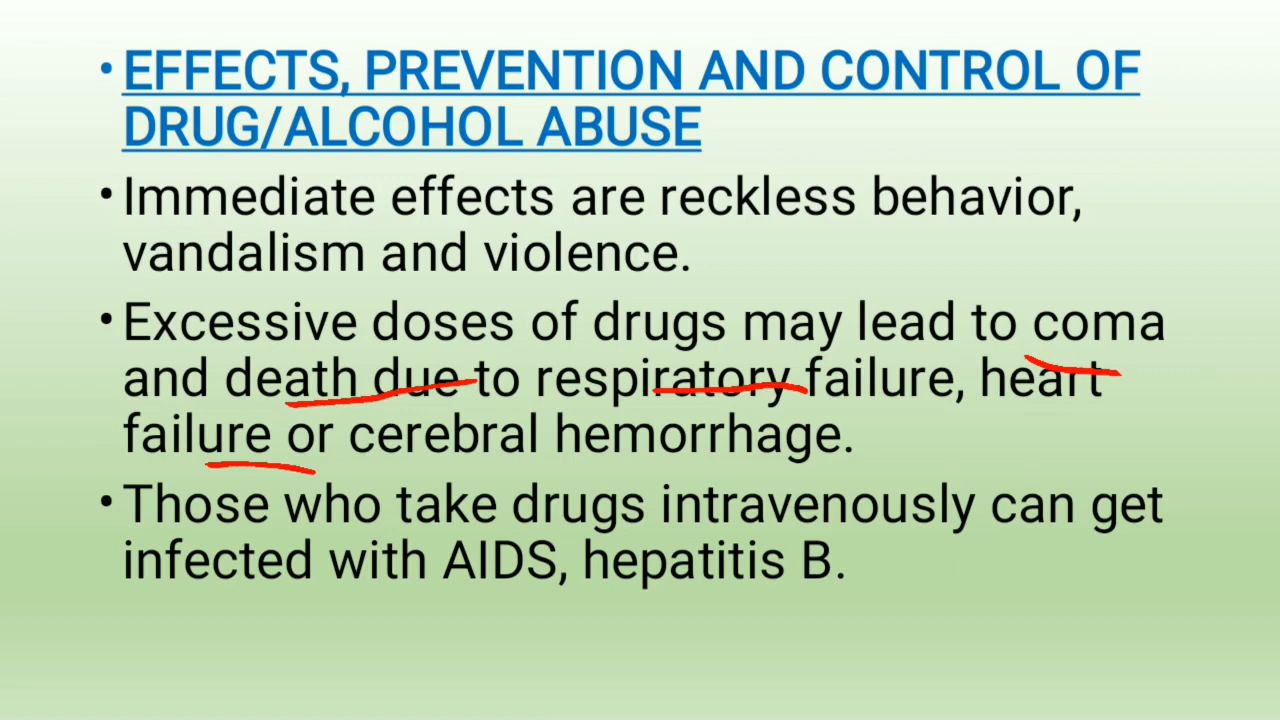 • EFFECTS, PREVENTION AND CONTROL OF
DRUG/ALCOHOL ABUSE
• Immediate effects are reckless behavior,
vandalism and violence.
• Excessive doses of drugs may lead to coma
and death due to respiratory failure, heart
failure or cerebral hemorrhage.
• Those who take drugs intravenously can get
infected with AIDS, hepatitis B.